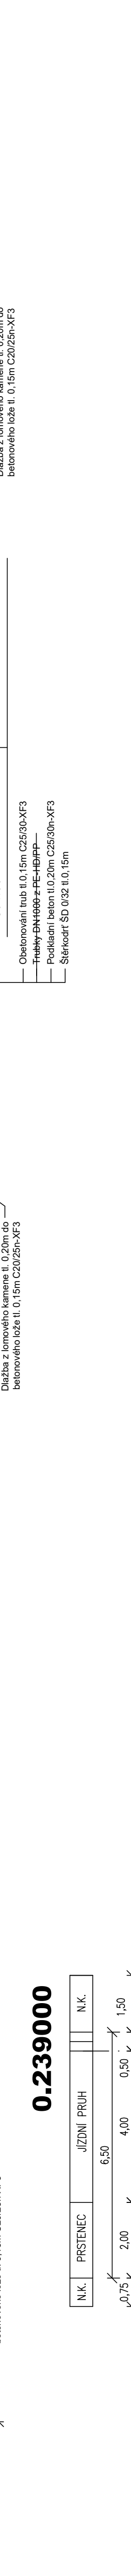 betonového lože tl. 0,15m C20/25n-XF3
Obetonování trub tl.0,15m C25/30-XF3
Trubky DN1000 z PE-HD/PP
Podkladní beton tl.0,20m C25/30n-XF3
Štěrkodrť ŠD 0/32 tl.0,15m
Dlažba z lomového kamene tl. 0,20m do
betonového lože tl. 0,15m C20/25n-XF3
0.239000
N.K. PRSTENEC JÍZDNÍ PRUH N.K.
6,50
0,75 2,00 4,00 0,50 1,50